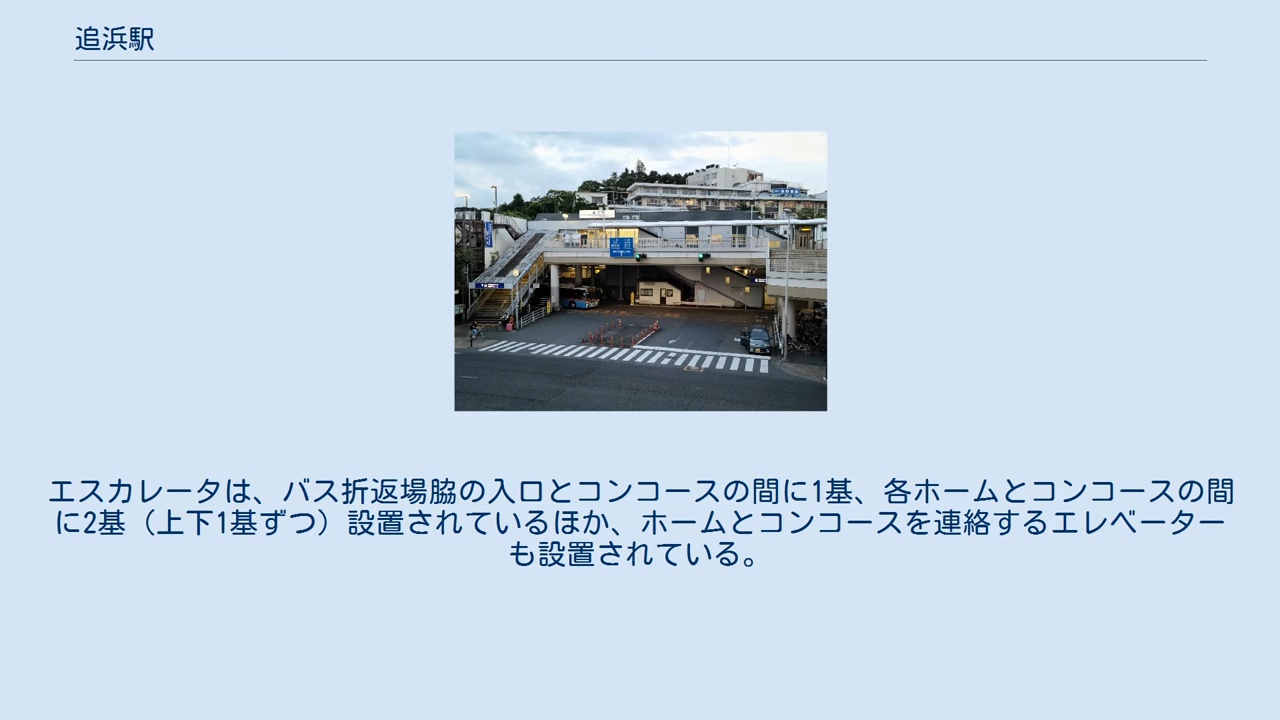 追浜駅
エスカレータは、バス折返場脇の入口とコンコースの間に1基、各ホームとコンコースの間
に2基（上下1基ずつ）設置されているほか、ホームとコンコースを連絡するエレベーター
も設置されている。